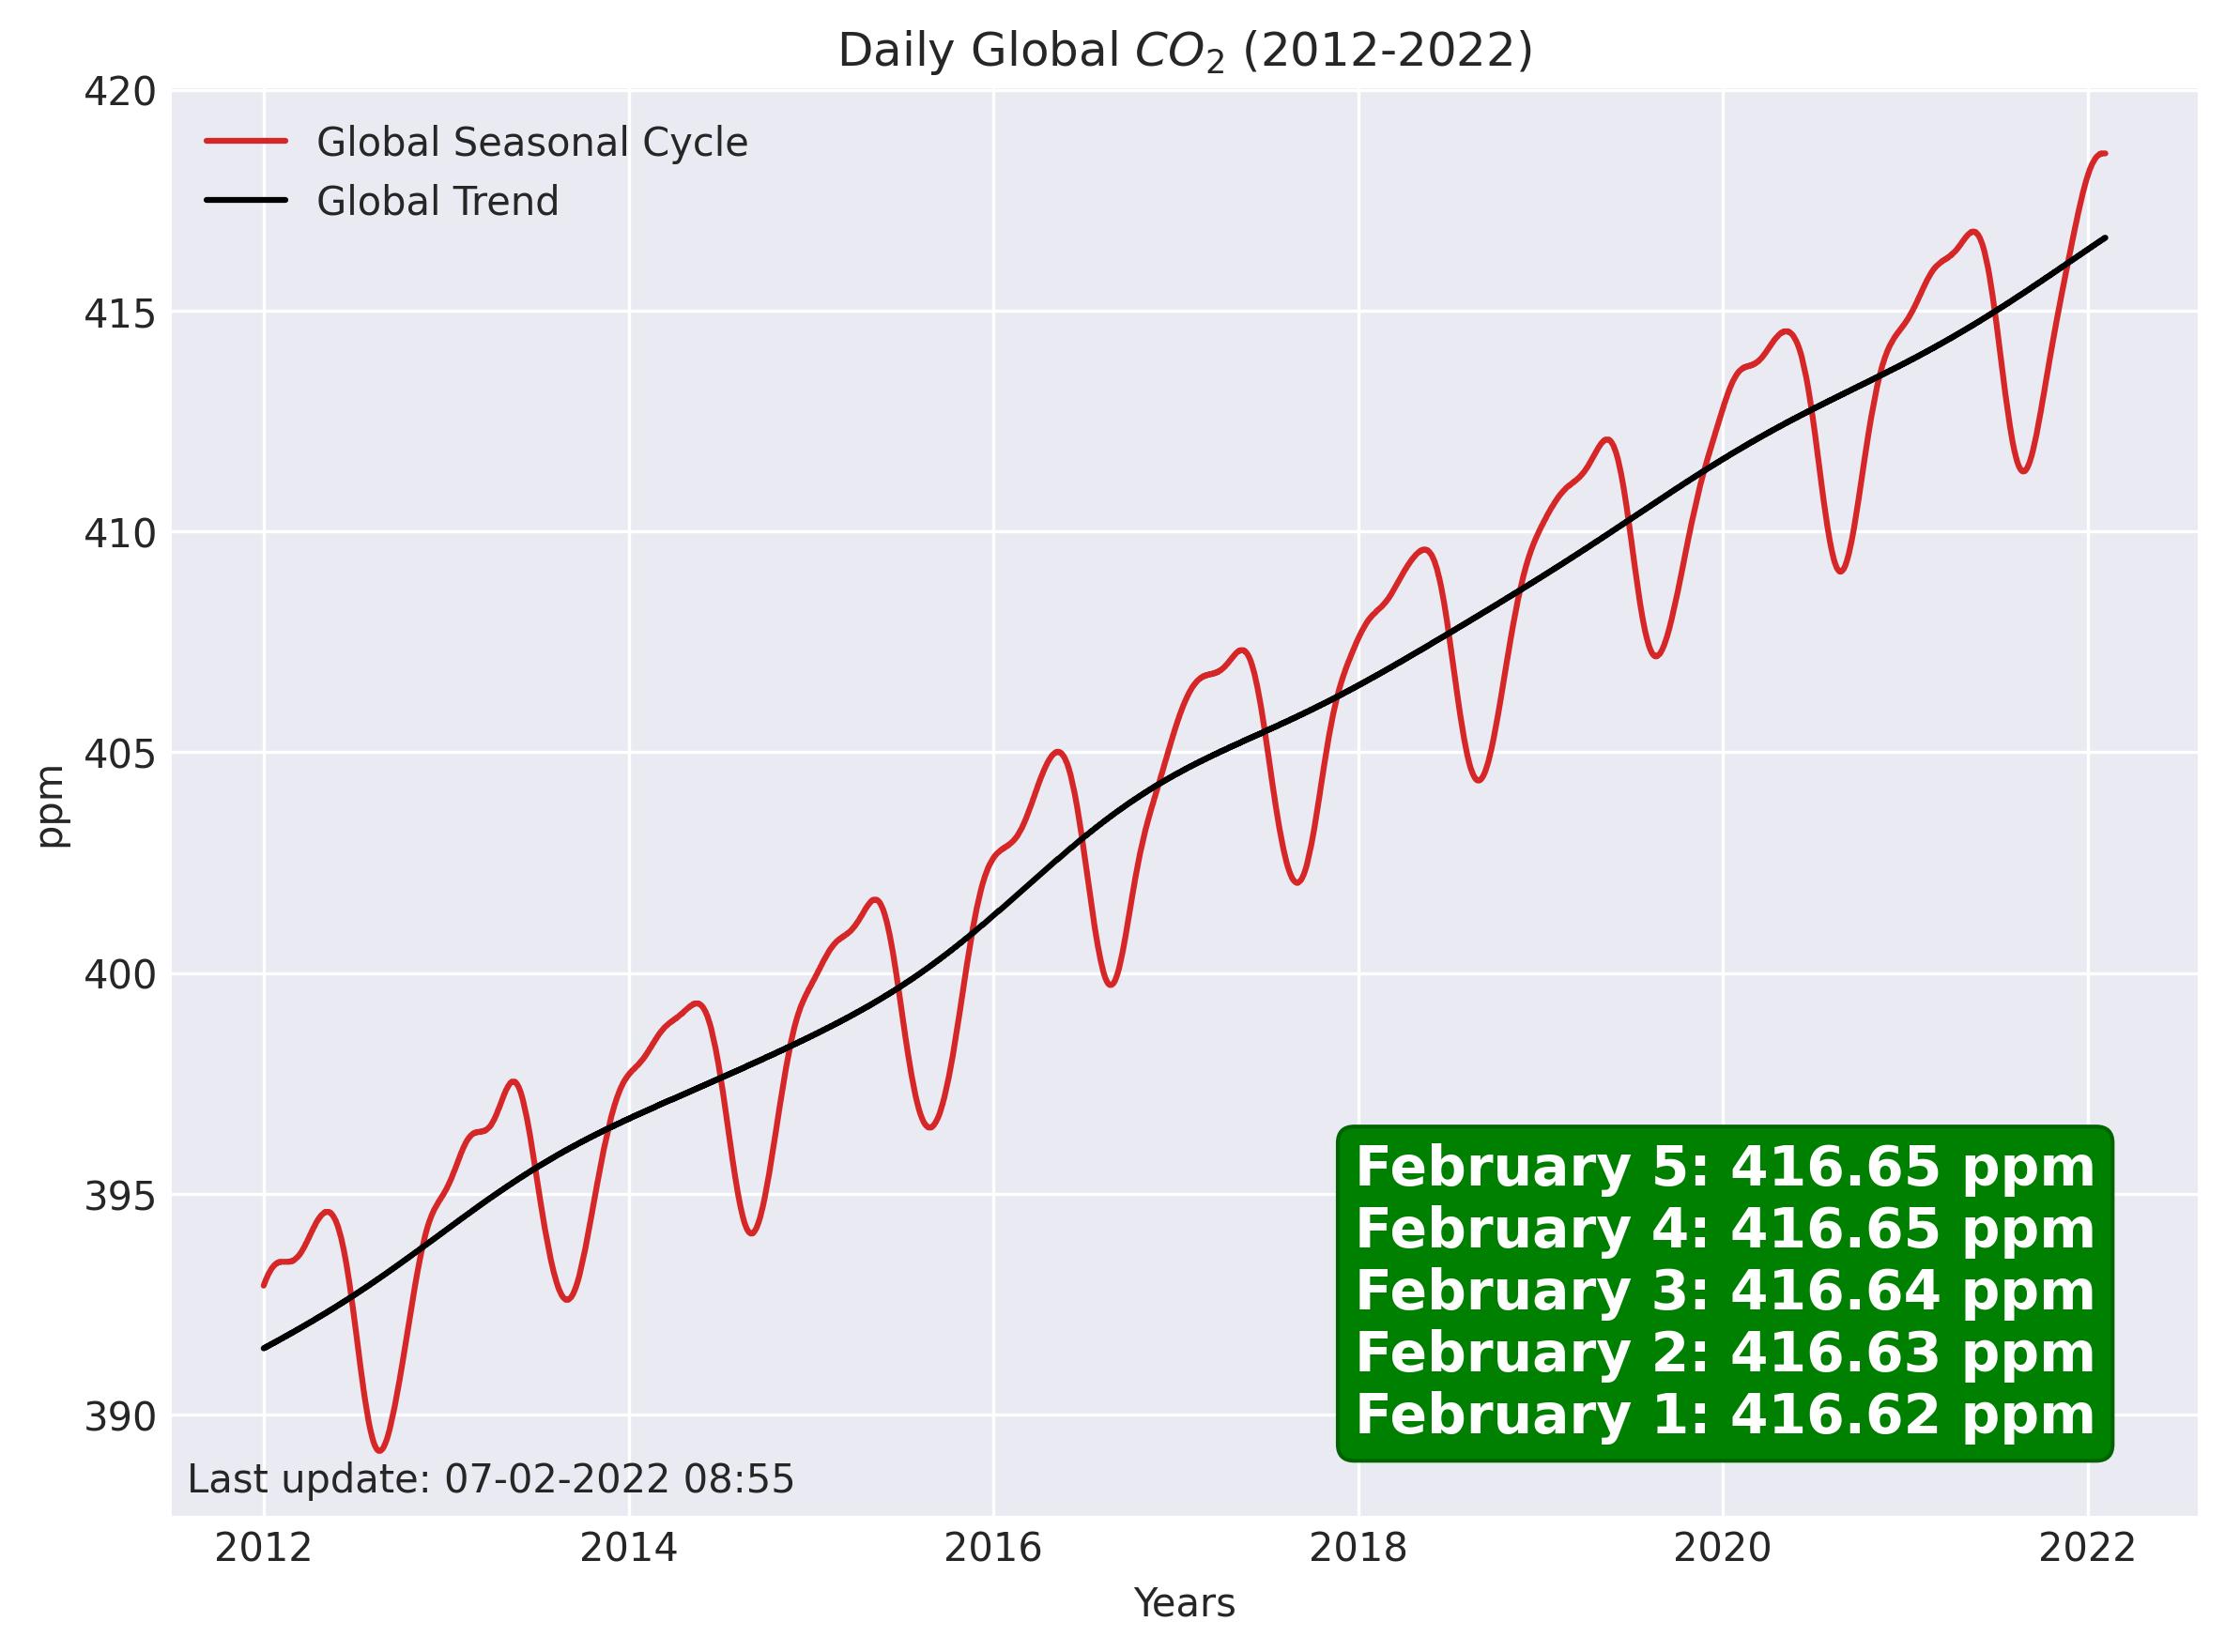 Daily Global CO₂ (2012-2022)
420
415
410
405
400
395
390
ppm
Global Seasonal Cycle
Global Trend
February 5: 416.65 ppm
February 4: 416.65 ppm
February 3: 416.64 ppm
February 2: 416.63 ppm
February 1: 416.62 ppm
Last update: 07-02-2022 08:55
2012 2014 2016 2018 2020 2022
Years